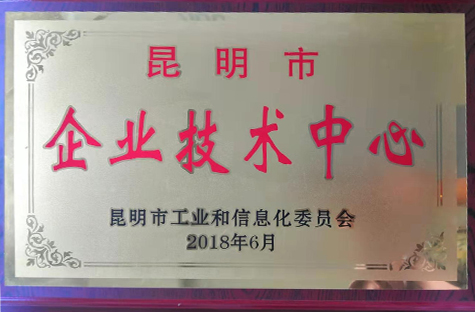 昆明市
企业技术中心
昆明市工业和信息化委员会
2018年6月